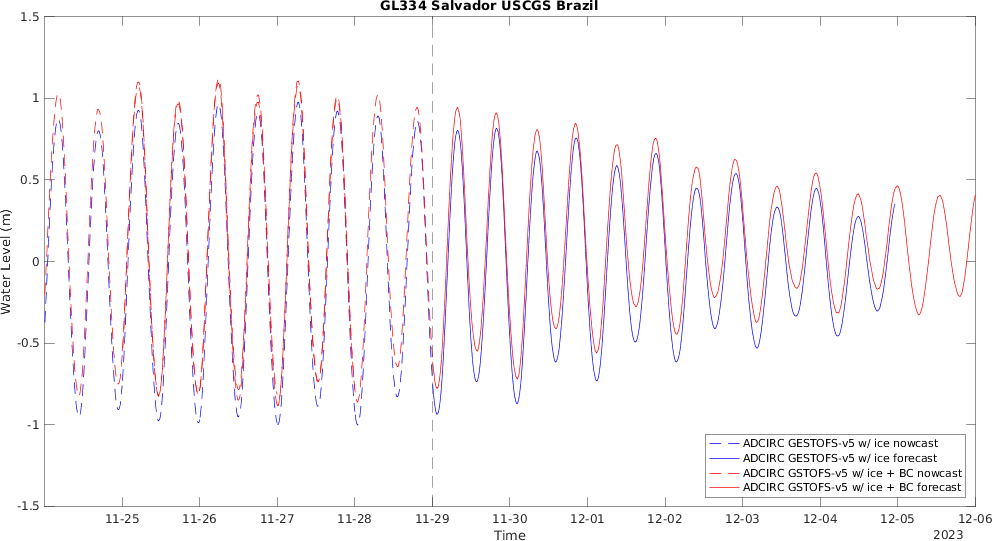 GL334 Salvador USCGS Brazil
1.5
1
0.5
0
-0.5
-1
-1.5
Water Level (m)
ADCIRC GESTOFS-v5 w/ ice nowcast
ADCIRC GESTOFS-v5 w/ ice forecast
ADCIRC GSTOFS-v5 w/ ice + BC nowcast
ADCIRC GSTOFS-v5 w/ ice + BC forecast
11-25 11-26 11-27 11-28 11-29 11-30 12-01 12-02 12-03 12-04 12-05 12-06
Time
2023